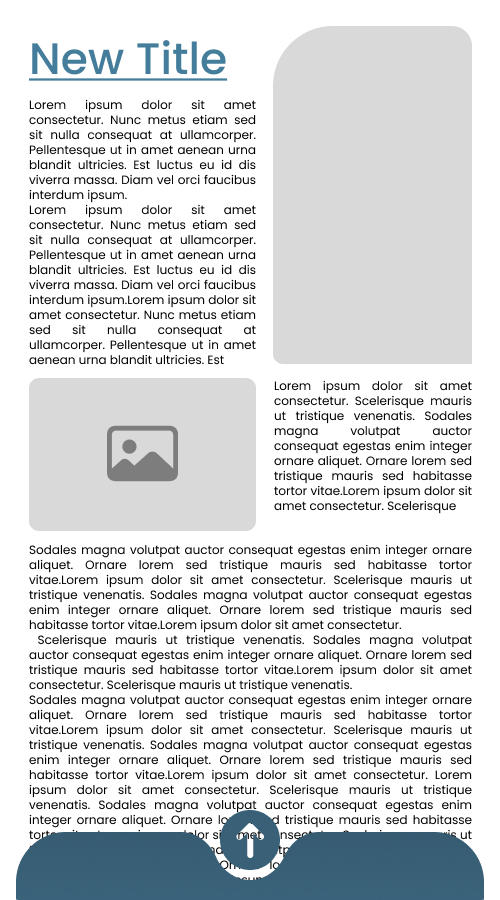 New Title
Lorem ipsum dolor sit amet
consectetur. Nunc metus etiam sed
sit nulla consequat at ullamcorper.
Pellentesque ut in amet aenean urna
blandit ultricies. Est luctus eu id dis
viverra massa. Diam vel orci faucibus
interdum ipsum.
Lorem ipsum dolor sit amet
consectetur. Nunc metus etiam sed
sit nulla consequat at ullamcorper.
Pellentesque ut in amet aenean urna
blandit ultricies. Est luctus eu id dis
viverra massa. Diam vel orci faucibus
interdum ipsum.Lorem ipsum dolor sit
amet consectetur. Nunc metus etiam
sed sit nulla consequat at
ullamcorper. Pellentesque ut in amet
aenean urna blandit ultricies. Est
Lorem ipsum dolor sit amet
consectetur. Scelerisque mauris
ut tristique venenatis. Sodales
magna volutpat auctor
consequat egestas enim integer
ornare aliquet. Ornare lorem sed
tristique mauris sed habitasse
tortor vitae.Lorem ipsum dolor sit
amet consectetur. Scelerisque
Sodales magna volutpat auctor consequat egestas enim integer ornare
aliquet. Ornare lorem sed tristique mauris sed habitasse tortor
vitae.Lorem ipsum dolor sit amet consectetur. Scelerisque mauris ut
tristique venenatis. Sodales magna volutpat auctor consequat egestas
enim integer ornare aliquet. Ornare lorem sed tristique mauris sed
habitasse tortor vitae.Lorem ipsum dolor sit amet consectetur.
Scelerisque mauris ut tristique venenatis. Sodales magna volutpat
auctor consequat egestas enim integer ornare aliquet. Ornare lorem sed
tristique mauris sed habitasse tortor vitae.Lorem ipsum dolor sit amet
consectetur. Scelerisque mauris ut tristique venenatis.
Sodales magna volutpat auctor consequat egestas enim integer ornare
aliquet. Ornare lorem sed tristique mauris sed habitasse tortor
vitae.Lorem ipsum dolor sit amet consectetur. Scelerisque mauris ut
tristique venenatis. Sodales magna volutpat auctor consequat egestas
enim integer ornare aliquet. Ornare lorem sed tristique mauris sed
habitasse tortor vitae.Lorem ipsum dolor sit amet consectetur. Lorem
ipsum dolor sit amet consectetur. Scelerisque mauris ut tristique
venenatis. Sodales magna volutpat auctor consequat egestas enim
integer ornare aliquet. Ornare lorem sed tristique mauris sed habitasse
ut